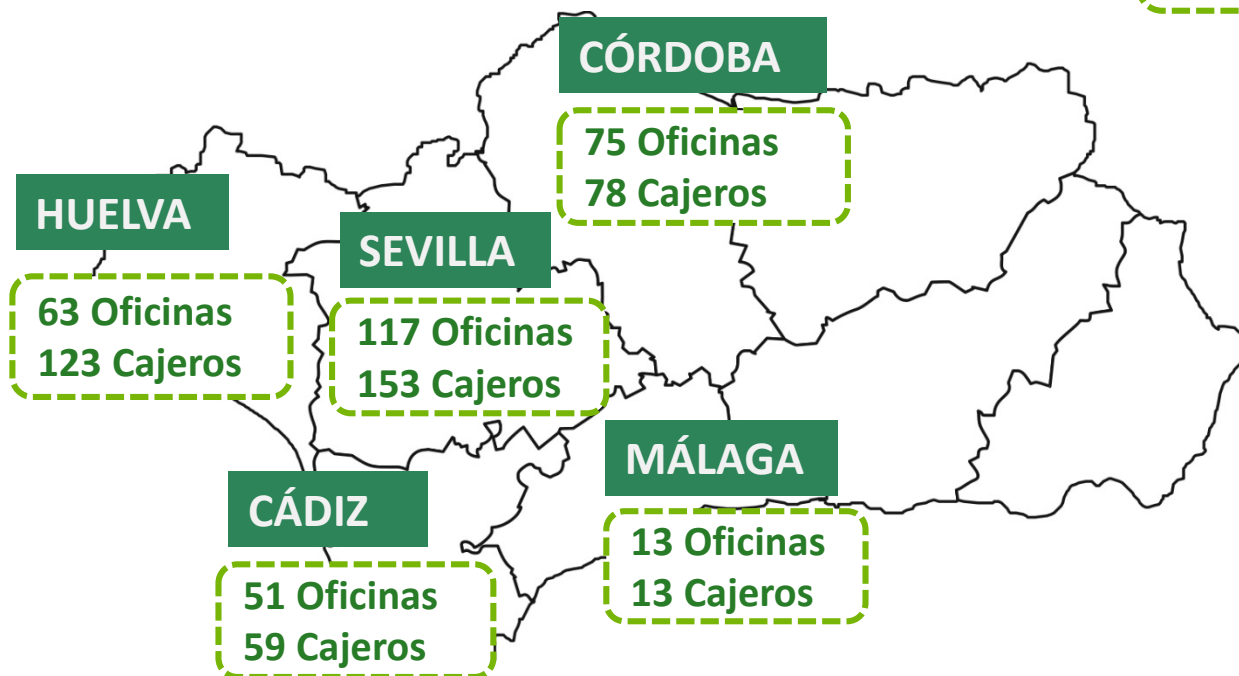 CÓRDOBA
75 Oficinas
78 Cajeros
HUELVA
63 Oficinas
123 Cajeros
SEVILLA
117 Oficinas
153 Cajeros
MÁLAGA
13 Oficinas
13 Cajeros
CÁDIZ
51 Oficinas
59 Cajeros